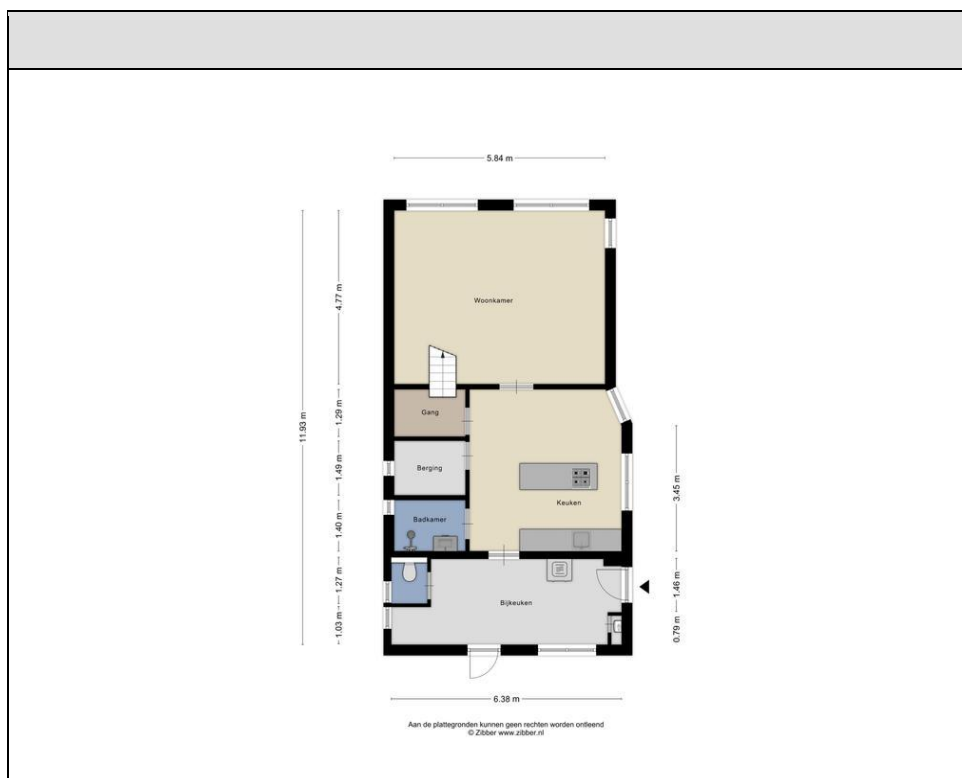 5.84 m
Woonkamer
4.77 m
11.93 m
1.29 m
Gang
1.49 m
Berging
3.45 m
Keuken
1.40 m
Badkamer
1.27 m
1.46 m
Bijkeuken
1.03 m
0.79 m
6.38 m
Aan de plattegronden kunnen geen rechten worden ontleend
© Zibber www.zibber.nl